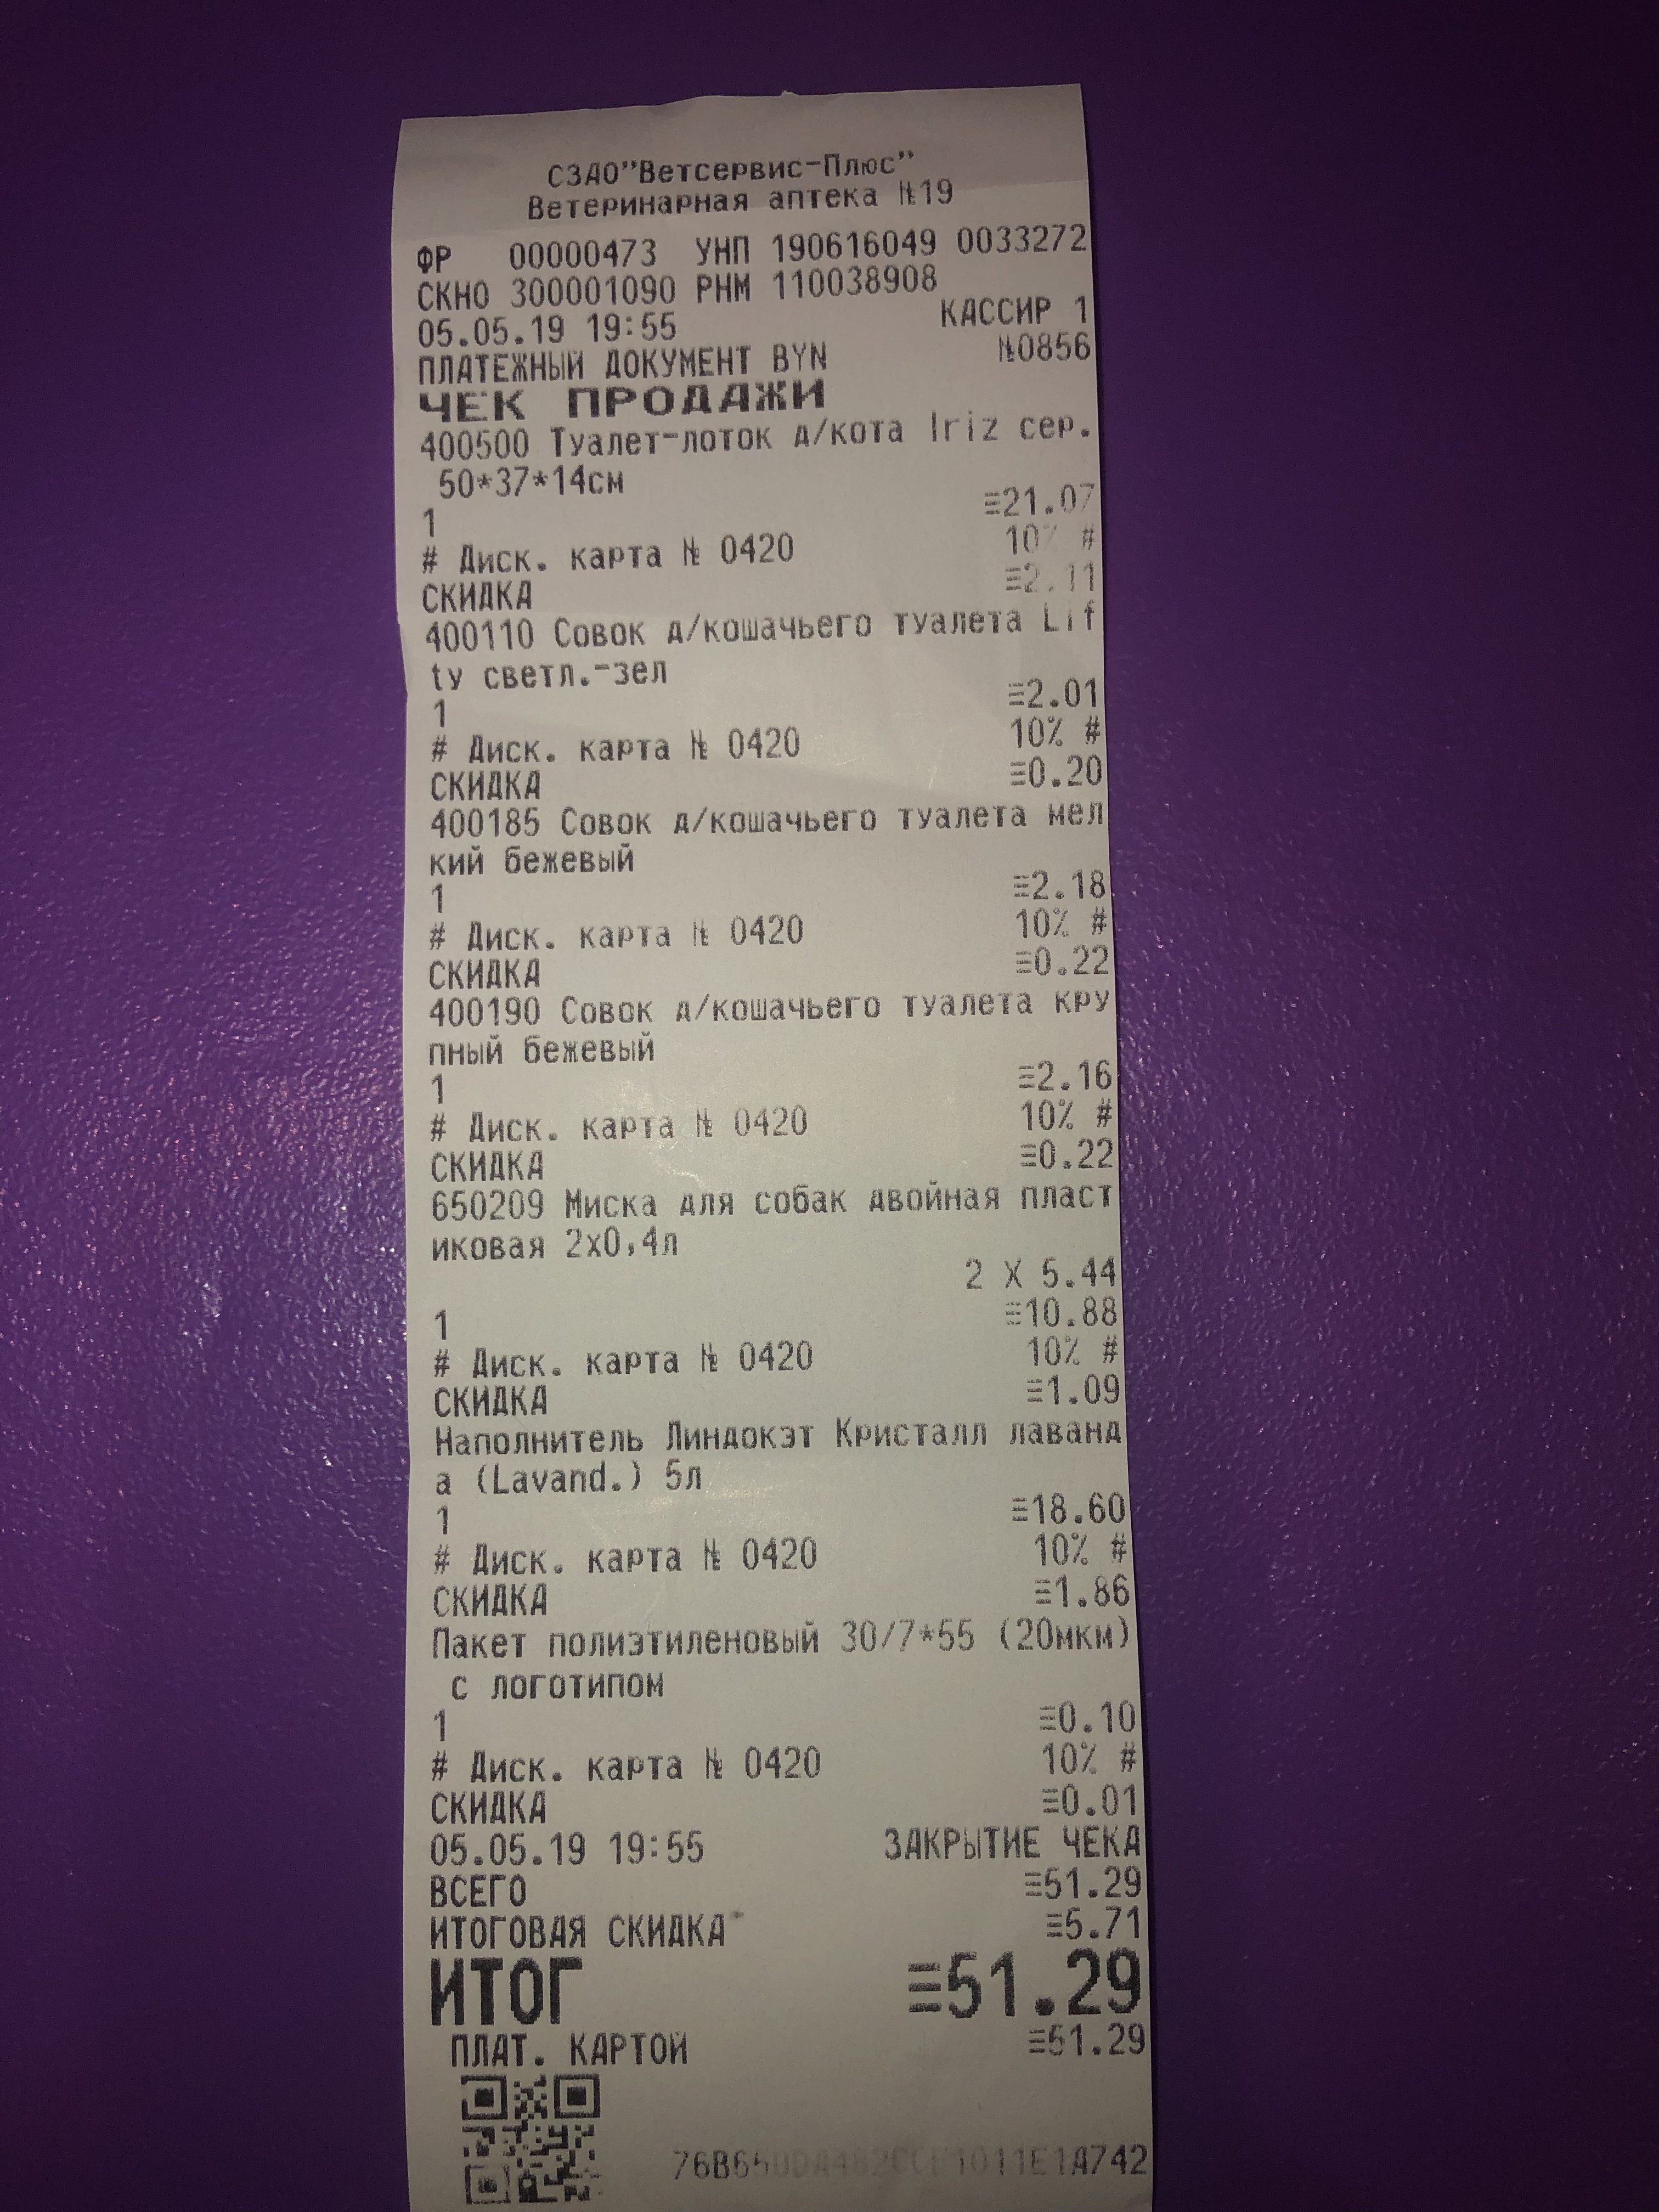 СЗАО"Ветсервис-Плюс"
Ветеринарная аптека №19
ФР 00000473 УНП 190616049 0033272
СКНО 300001090 РНМ 110038908
05.05.19 19:55 КАССИР 1
ПЛАТЕЖНЫЙ ДОКУМЕНТ BYN №0856
ЧЕК ПРОДАЖИ
400500 Туалет-лоток д/кота Iriz сер.
50*37*14см
1 ≡21.07
# Диск. карта № 0420 10% #
СКИДКА ≡2.11
400110 Совок д/кошачьего туалета Lif
ty светл.-зел
1 ≡2.01
# Диск. карта № 0420 10% #
СКИДКА ≡0.20
400185 Совок д/кошачьего туалета мел
кий бежевый
1 ≡2.18
# Диск. карта № 0420 10% #
СКИДКА ≡0.22
400190 Совок д/кошачьего туалета кру
пный бежевый
1 ≡2.16
# Диск. карта № 0420 10% #
СКИДКА ≡0.22
650209 Миска для собак двойная пласт
иковая 2х0,4л
2 X 5.44
1 ≡10.88
# Диск. карта № 0420 10% #
СКИДКА ≡1.09
Наполнитель Линдокэт Кристалл лаванд
а (Lavand.) 5л
1 ≡18.60
# Диск. карта № 0420 10% #
СКИДКА ≡1.86
Пакет полиэтиленовый 30/7*55 (20мкм)
с логотипом
1 ≡0.10
# Диск. карта № 0420 10% #
СКИДКА ≡0.01
05.05.19 19:55 ЗАКРЫТИЕ ЧЕКА
ВСЕГО ≡51.29
ИТОГОВАЯ СКИДКА ≡5.71
ИТОГ ≡51.29
ПЛАТ. КАРТОЙ ≡51.29